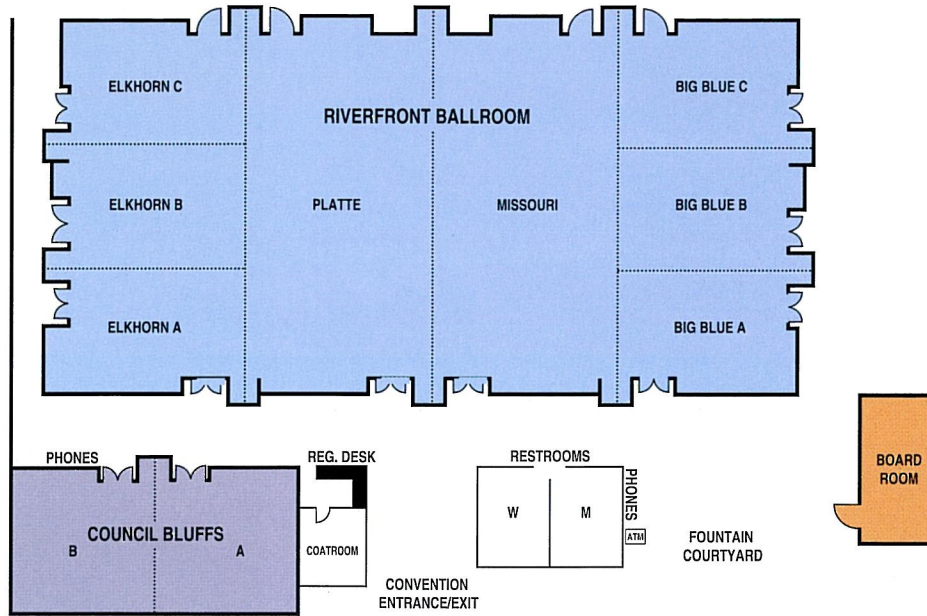 ELKHORN C
BIG BLUE C
RIVERFRONT BALLROOM
ELKHORN B
PLATTE
MISSOURI
BIG BLUE B
ELKHORN A
BIG BLUE A
PHONES
REG. DESK
RESTROOMS
BOARD
ROOM
PHONES
W
M
COUNCIL BLUFFS
B
A
COATROOM
ATM
FOUNTAIN
COURTYARD
CONVENTION
ENTRANCE/EXIT